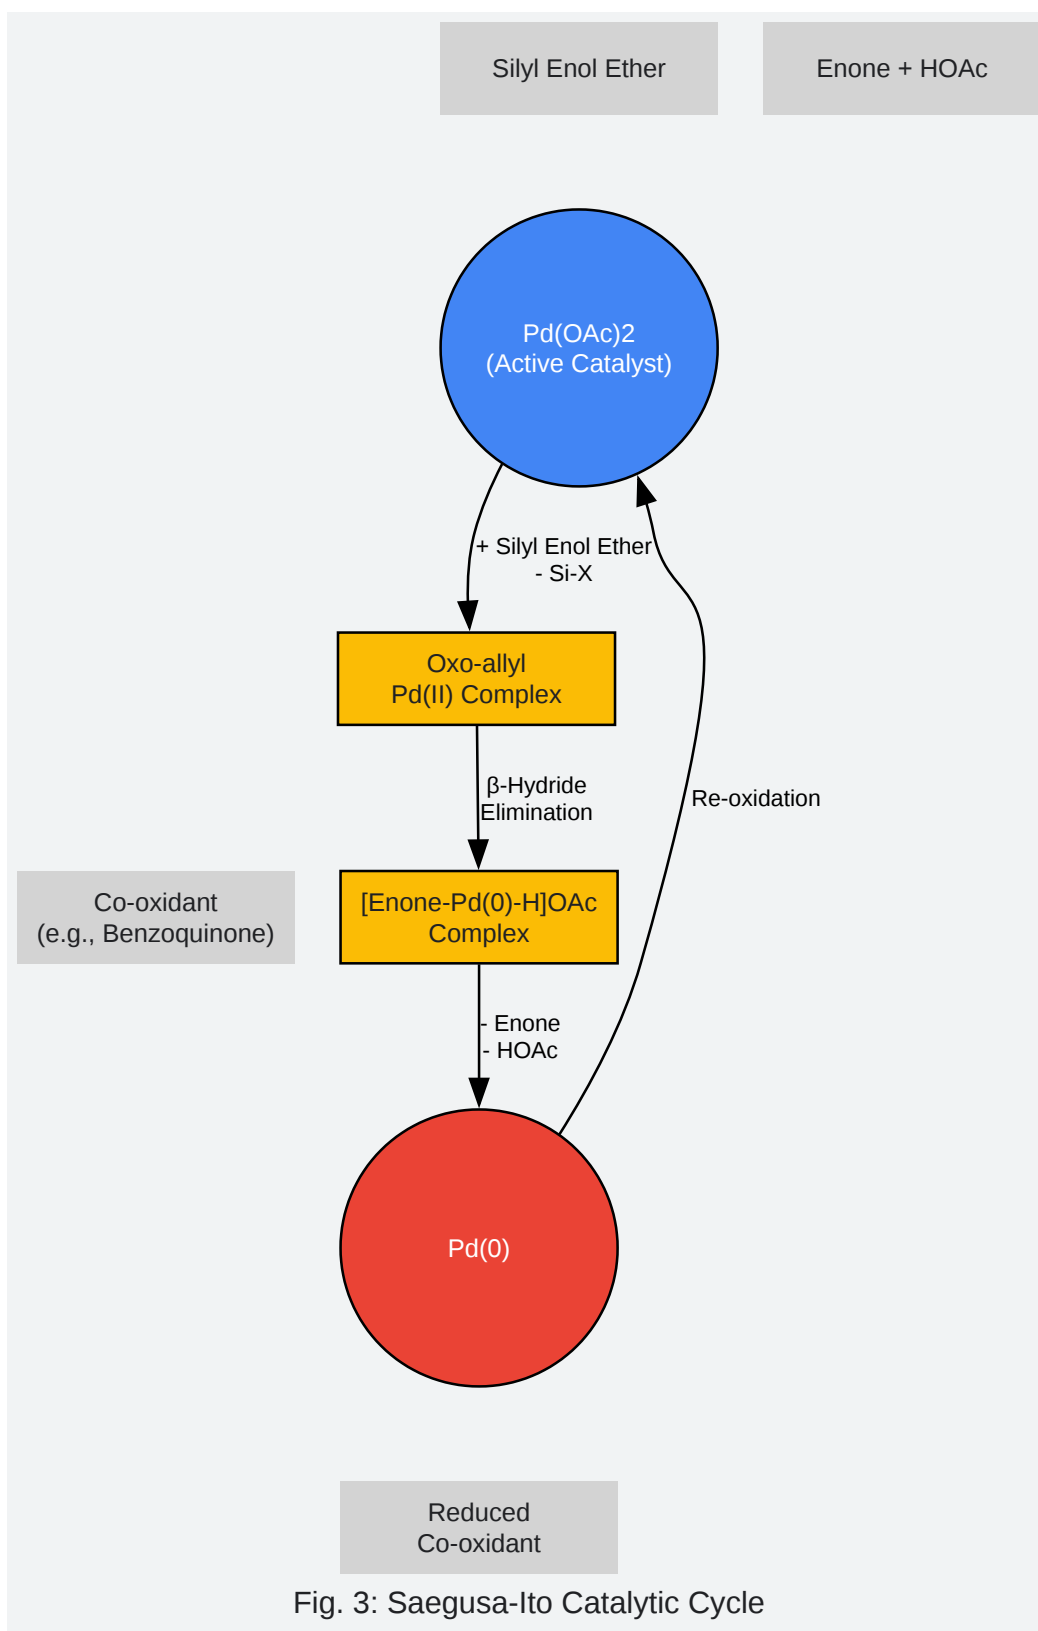 Silyl Enol Ether
Enone + HOAc
Pd(OAc)2
(Active Catalyst)
+ Silyl Enol Ether
- Si-X
Oxo-allyl
Pd(II) Complex
β-Hydride
Elimination
Re-oxidation
Co-oxidant
(e.g., Benzoquinone)
[Enone-Pd(0)-H]OAc
Complex
- Enone
- HOAc
Pd(0)
Reduced
Co-oxidant
Fig. 3: Saegusa-Ito Catalytic Cycle